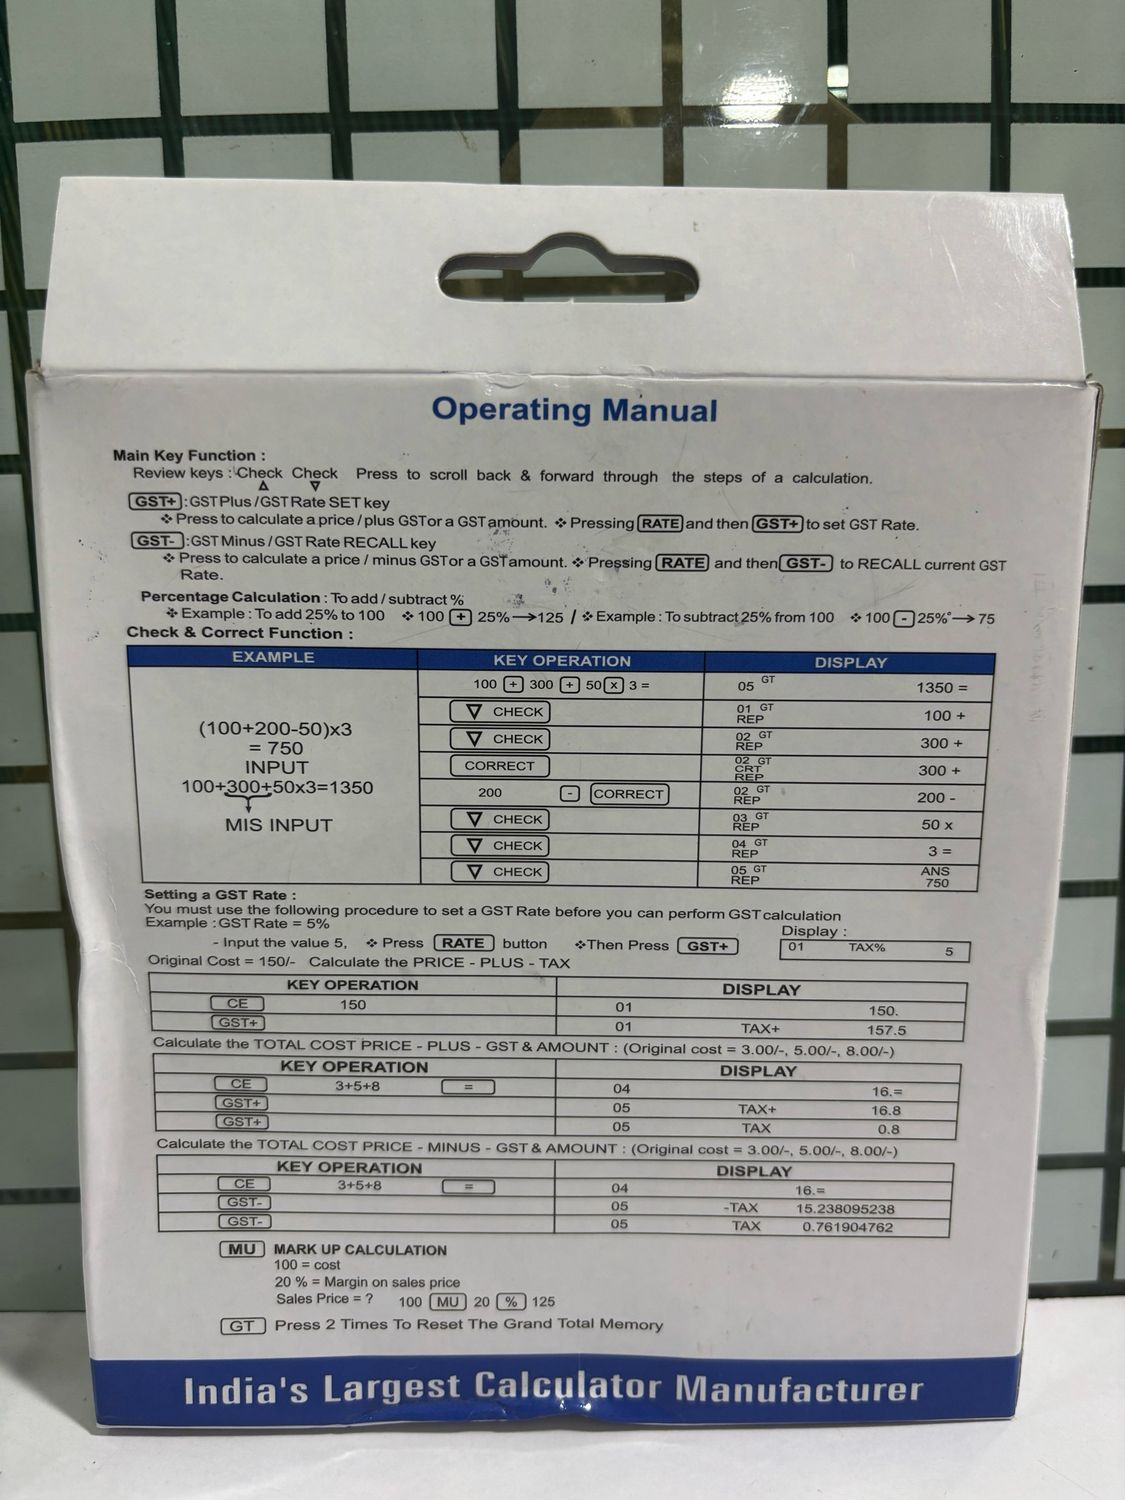 Operating Manual
Main Key Function :
Review keys : Check Check Press to scroll back & forward through the steps of a calculation.
△ ▽
GST+ : GST Plus / GST Rate SET key
❖ Press to calculate a price / plus GST or a GST amount. ❖ Pressing RATE and then GST+ to set GST Rate.
GST- : GST Minus / GST Rate RECALL key
❖ Press to calculate a price / minus GST or a GST amount. ❖ Pressing RATE and then GST- to RECALL current GST
Rate.
Percentage Calculation : To add / subtract %
❖ Example : To add 25% to 100 ❖ 100 + 25% → 125 / ❖ Example : To subtract 25% from 100 ❖ 100 - 25% → 75
Check & Correct Function :
EXAMPLE KEY OPERATION DISPLAY
(100+200-50)x3
= 750
INPUT
100+300+50x3=1350
MIS INPUT
100 + 300 + 50 x 3 = 05 GT 1350 =
▽ CHECK 01 GT REP 100 +
▽ CHECK 02 GT REP 300 +
CORRECT 02 GT CRT REP 300 +
200 - CORRECT 02 GT REP 200 -
▽ CHECK 03 GT REP 50 x
▽ CHECK 04 GT REP 3 =
▽ CHECK 05 GT REP ANS 750
Setting a GST Rate :
You must use the following procedure to set a GST Rate before you can perform GST calculation
Example : GST Rate = 5%
Display :
- Input the value 5, ❖ Press RATE button ❖ Then Press GST+ 01 TAX% 5
Original Cost = 150/- Calculate the PRICE - PLUS - TAX
KEY OPERATION DISPLAY
CE 150 01 150.
GST+ 01 TAX+ 157.5
Calculate the TOTAL COST PRICE - PLUS - GST & AMOUNT : (Original cost = 3.00/-, 5.00/-, 8.00/-)
KEY OPERATION DISPLAY
CE 3+5+8 = 04 16.=
GST+ 05 TAX+ 16.8
GST+ 05 TAX 0.8
Calculate the TOTAL COST PRICE - MINUS - GST & AMOUNT : (Original cost = 3.00/-, 5.00/-, 8.00/-)
KEY OPERATION DISPLAY
CE 3+5+8 = 04 16.=
GST- 05 -TAX 15.238095238
GST- 05 TAX 0.761904762
MU MARK UP CALCULATION
100 = cost
20 % = Margin on sales price
Sales Price = ? 100 MU 20 % 125
GT Press 2 Times To Reset The Grand Total Memory
India's Largest Calculator Manufacturer